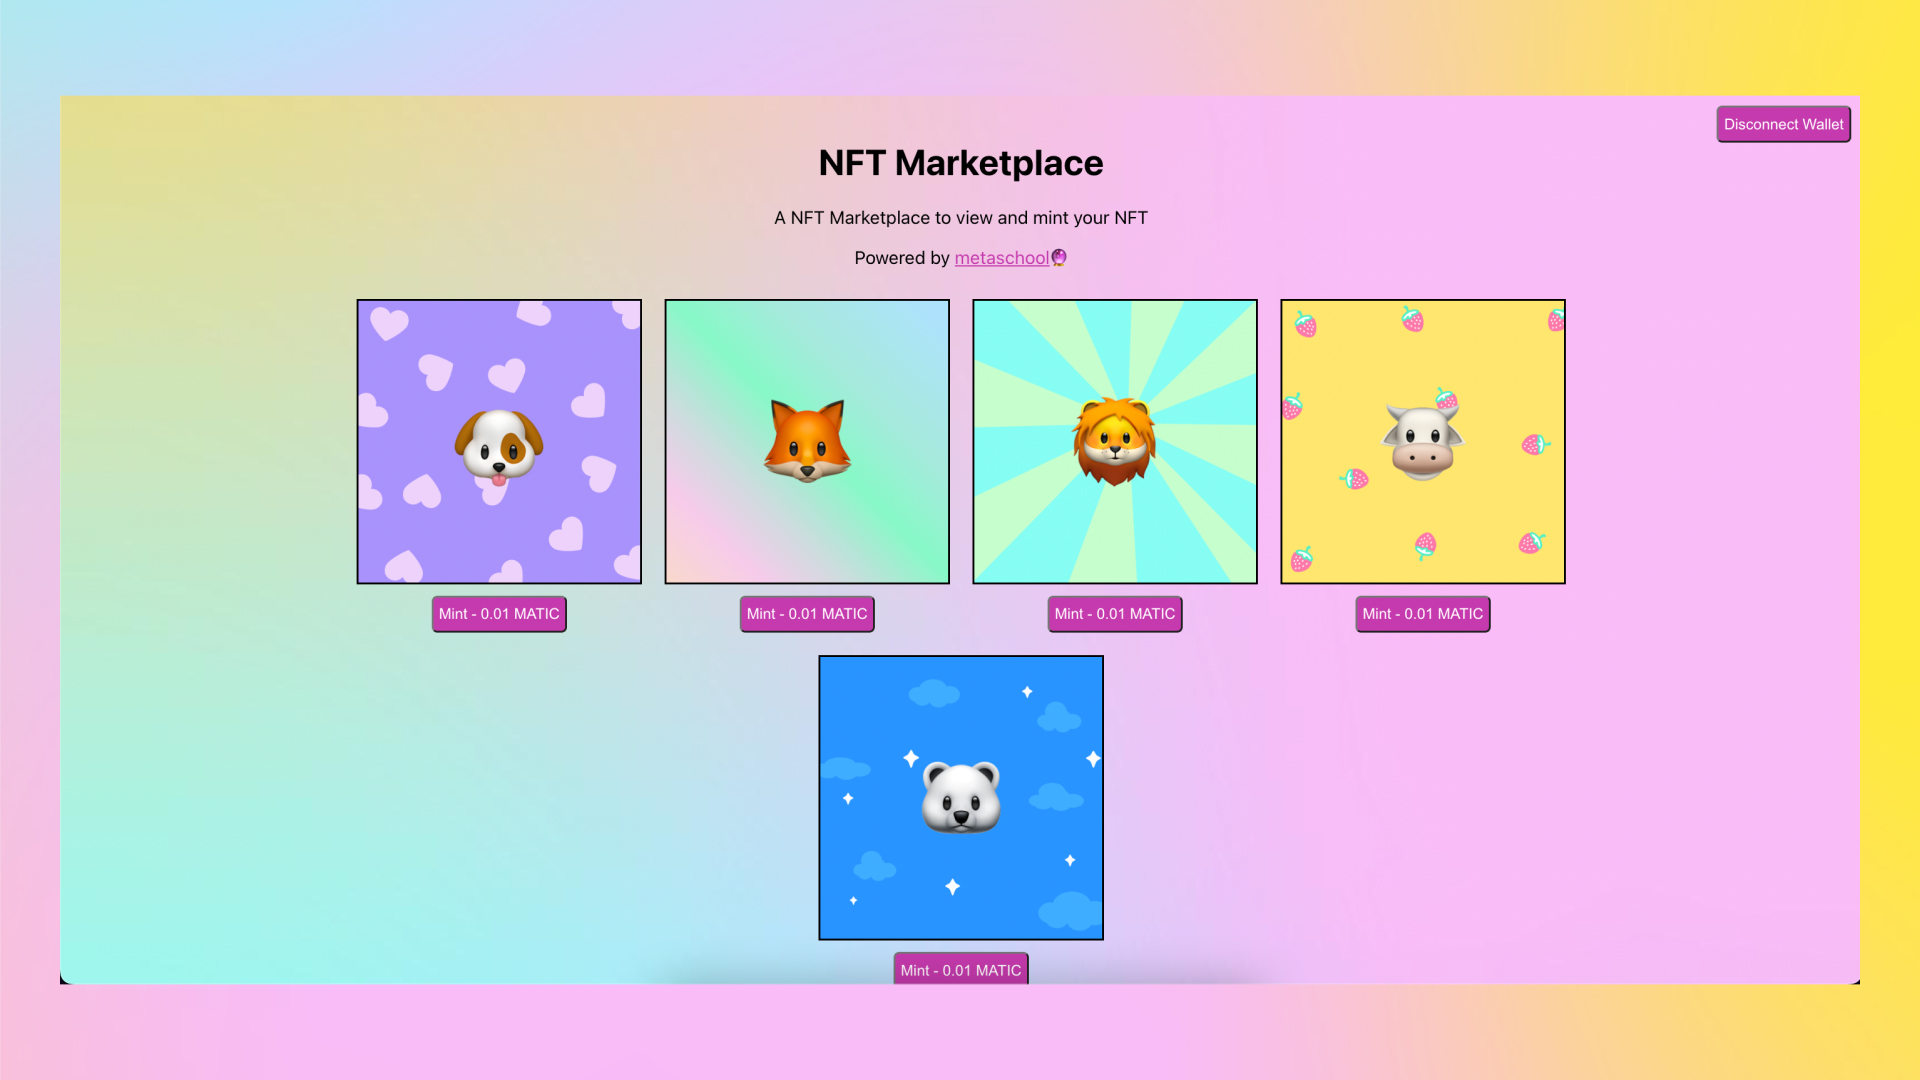 Disconnect Wallet
NFT Marketplace
A NFT Marketplace to view and mint your NFT
Powered by metaschool🔮
Mint - 0.01 MATIC
Mint - 0.01 MATIC
Mint - 0.01 MATIC
Mint - 0.01 MATIC
Mint - 0.01 MATIC